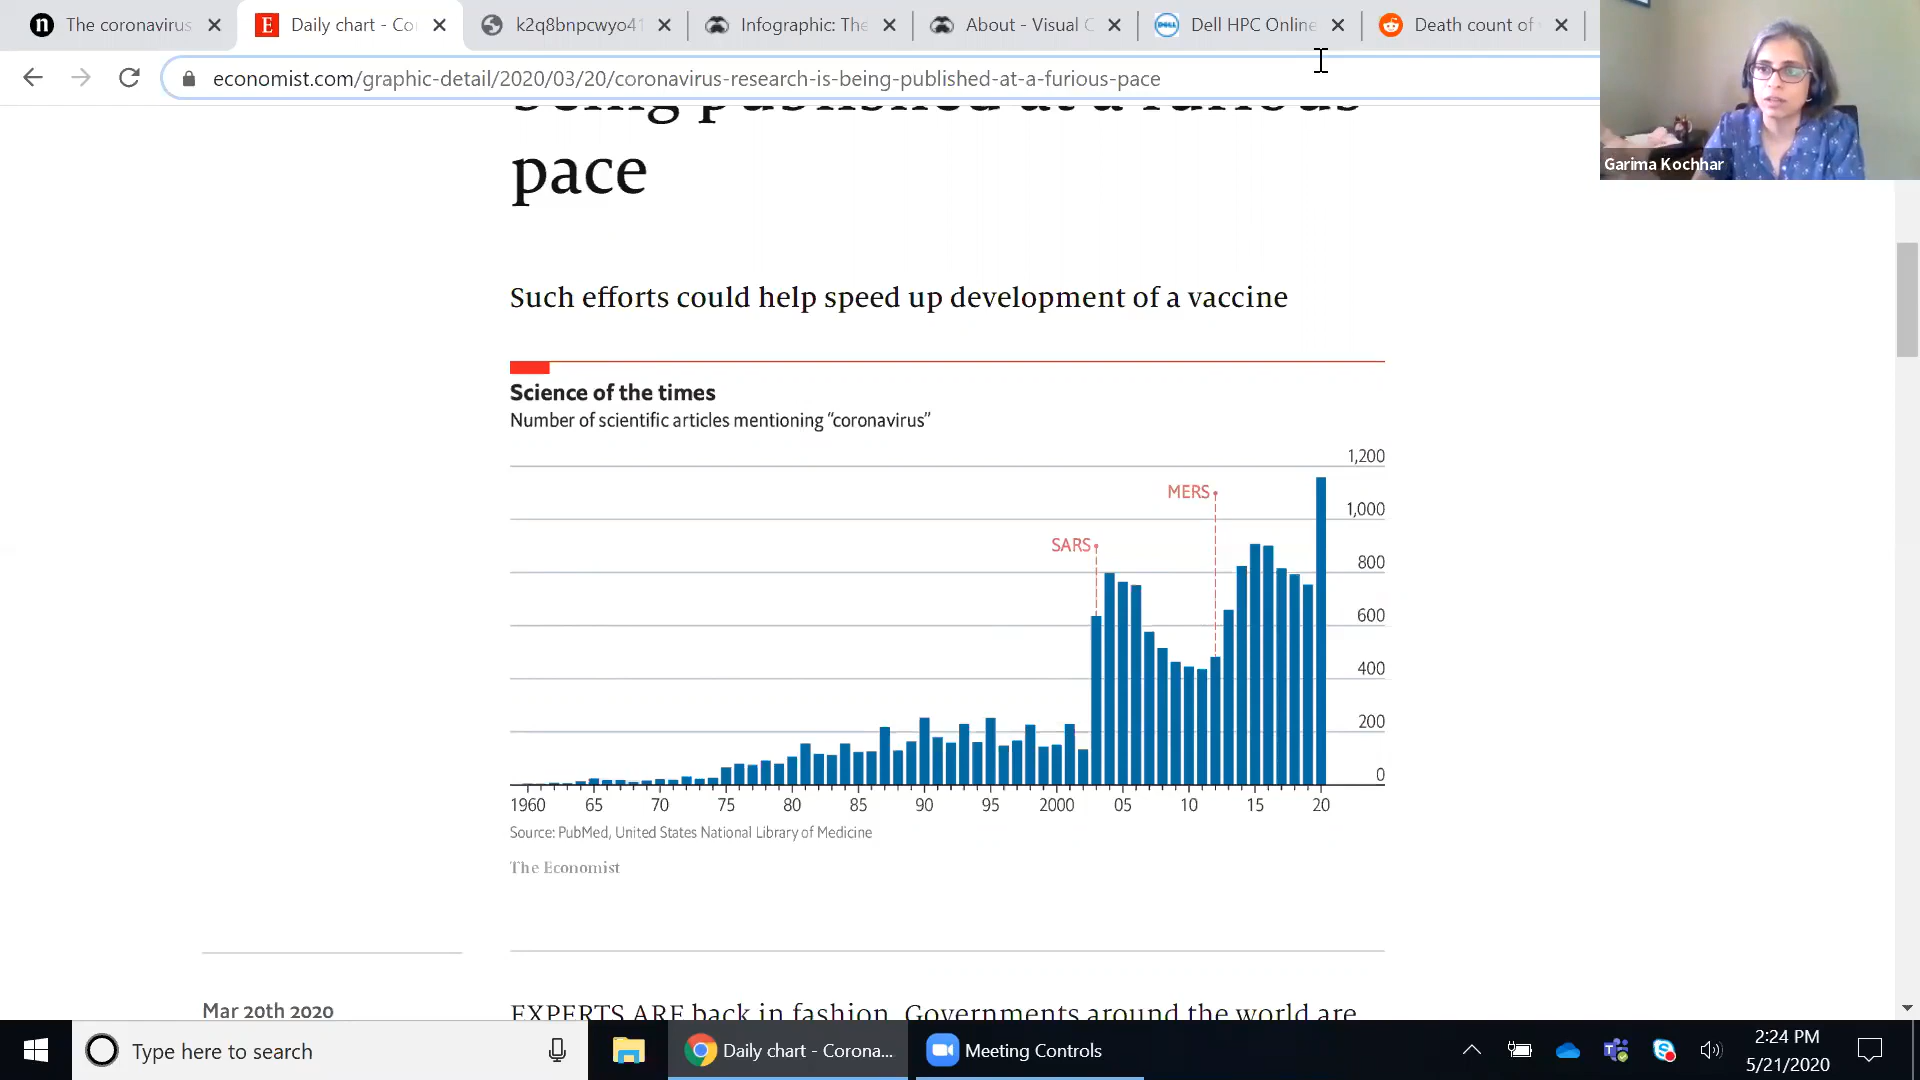 The coronavirus
Daily chart - Co
k2q8bnpcwyo41
Infographic: The
About - Visual C
Dell HPC Online
Death count of
economist.com/graphic-detail/2020/03/20/coronavirus-research-is-being-published-at-a-furious-pace
Garima Kochhar
being published at a furious
pace
Such efforts could help speed up development of a vaccine
Science of the times
Number of scientific articles mentioning “coronavirus”
1,200
MERS
1,000
SARS
800
600
400
200
0
1960 65 70 75 80 85 90 95 2000 05 10 15 20
Source: PubMed, United States National Library of Medicine
The Economist
Mar 20th 2020
EXPERTS ARE back in fashion. Governments around the world are
Type here to search
Daily chart - Corona...
Meeting Controls
2:24 PM
5/21/2020